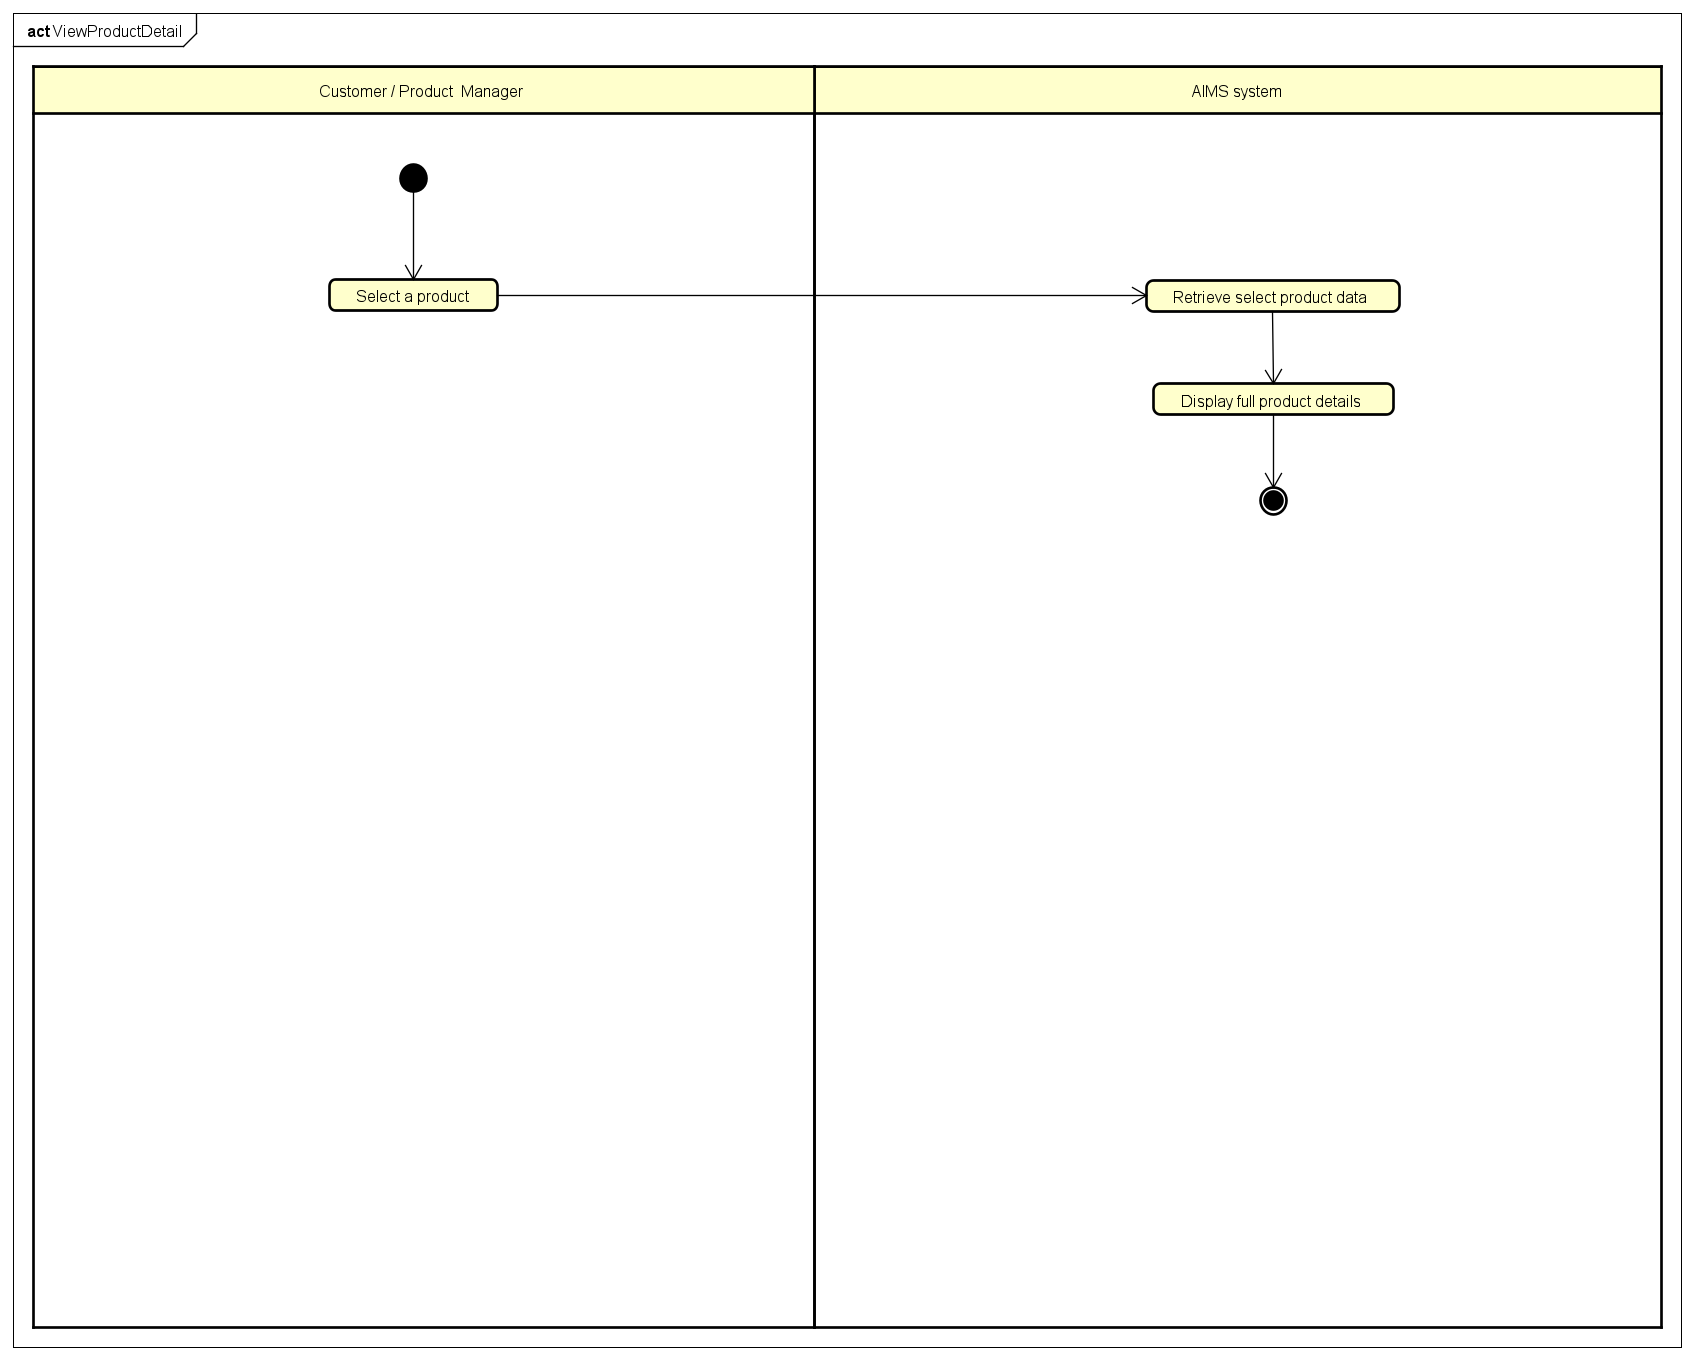 act ViewProductDetail
Customer / Product Manager
AIMS system
Select a product
Retrieve select product data
Display full product details